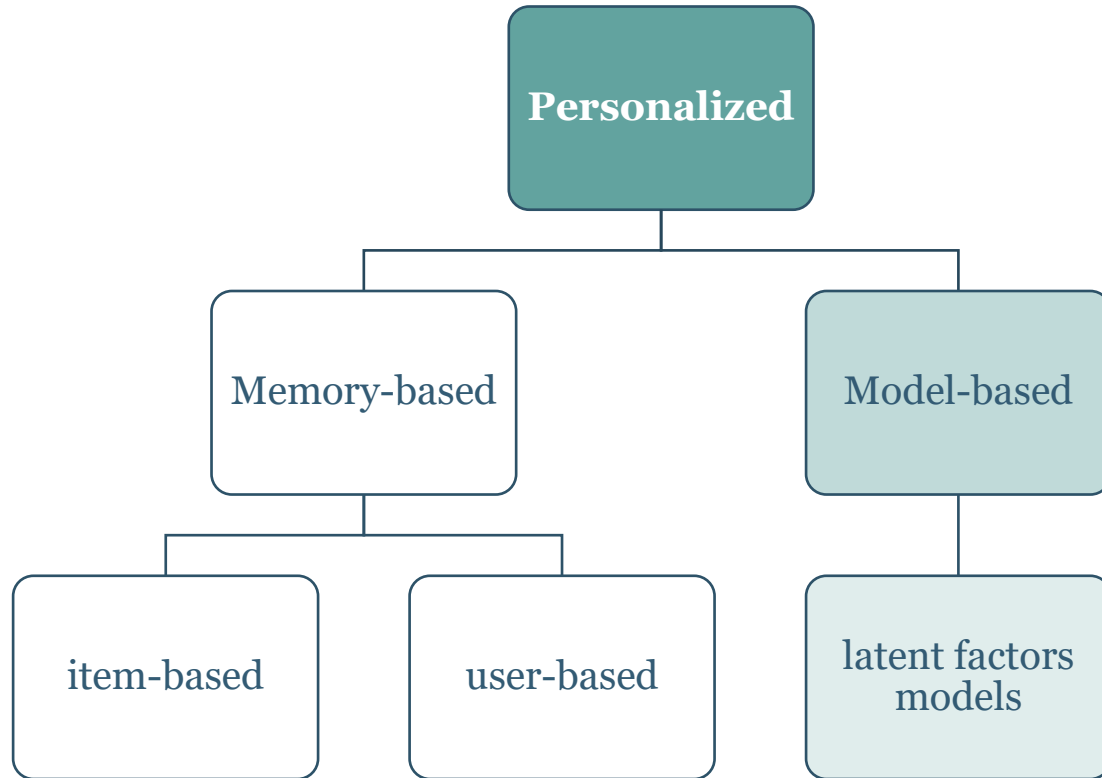 Personalized
Memory-based
Model-based
item-based
user-based
latent factors
models